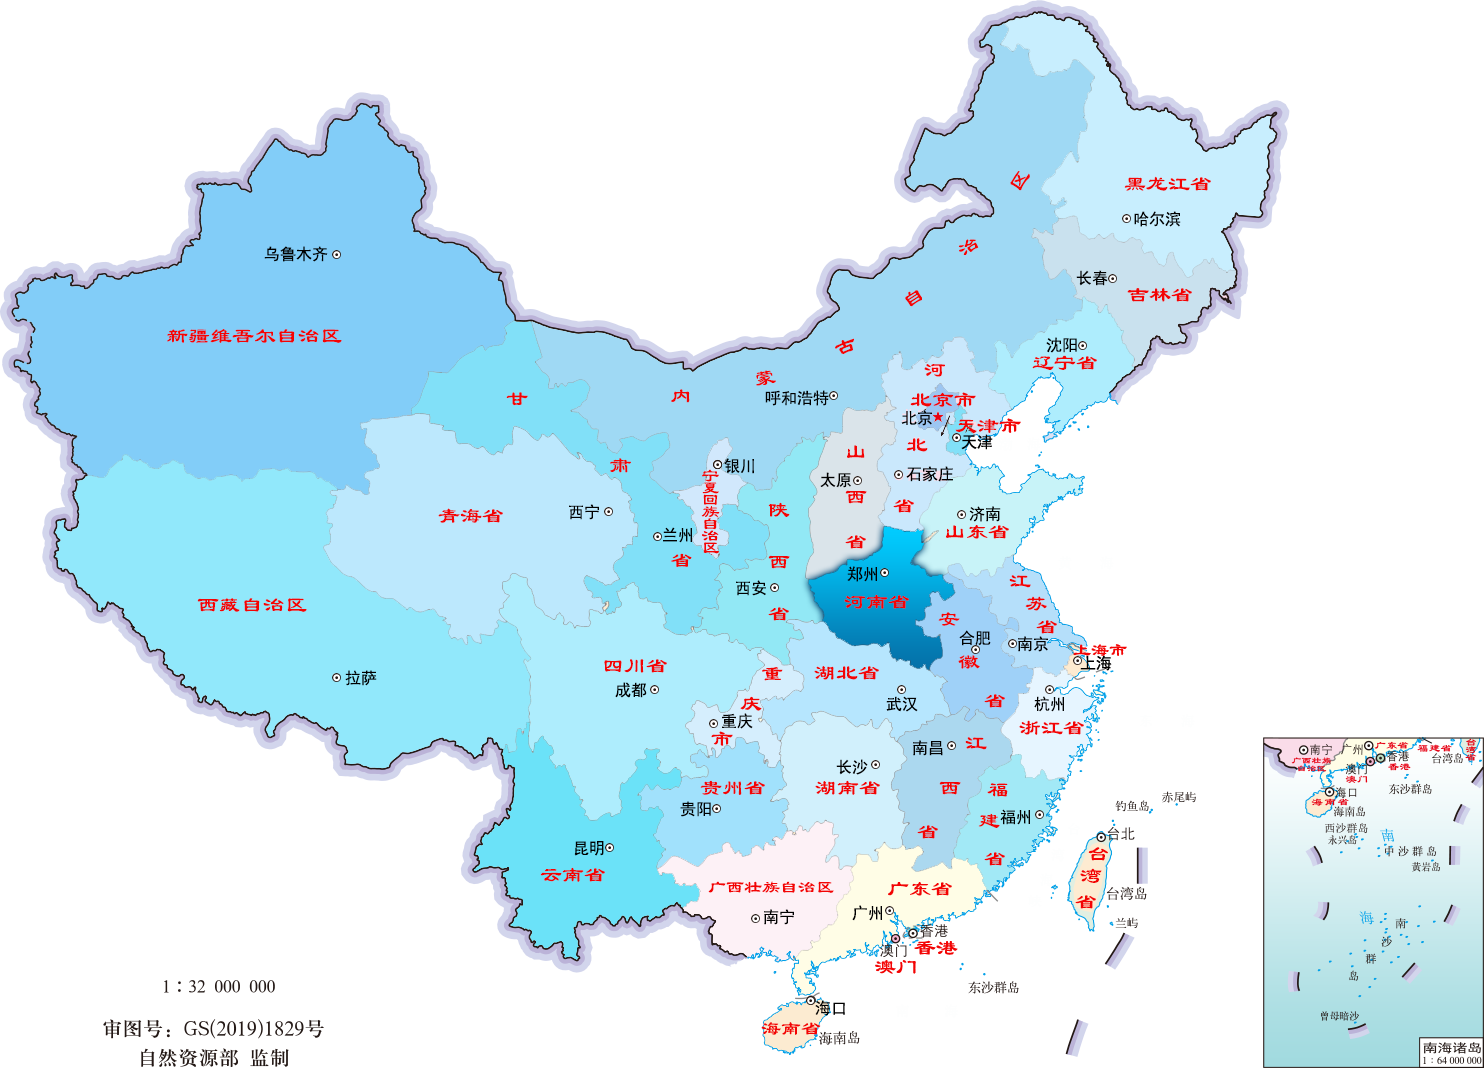 黑龙江省
哈尔滨
长春
吉林省
沈阳
辽宁省
内蒙古自治区
呼和浩特
乌鲁木齐
新疆维吾尔自治区
甘肃省
兰州
青海省
西宁
银川
宁夏回族自治区
陕西省
西安
山西省
太原
河北省
石家庄
北京市
北京
天津市
天津
济南
山东省
郑州
河南省
江苏省
南京
安徽省
合肥
上海市
上海
西藏自治区
拉萨
四川省
成都
重庆市
重庆
湖北省
武汉
杭州
浙江省
南昌
江西省
长沙
湖南省
贵州省
贵阳
福建省
福州
昆明
云南省
广西壮族自治区
南宁
广东省
广州
香港
香港
澳门
澳门
台北
台湾省
台湾岛
钓鱼岛
赤尾屿
兰屿
东沙群岛
海口
海南省
海南岛
1:32 000 000
审图号：GS(2019)1829号
自然资源部 监制
南宁
广西壮族
自治区
广州
广东省
香港
香港
澳门
澳门
福建省
台湾省
台湾岛
东沙群岛
海口
海南省
海南岛
西沙群岛
永兴岛
中沙群岛
黄岩岛
南海
南沙群岛
曾母暗沙
南海诸岛
1:64 000 000